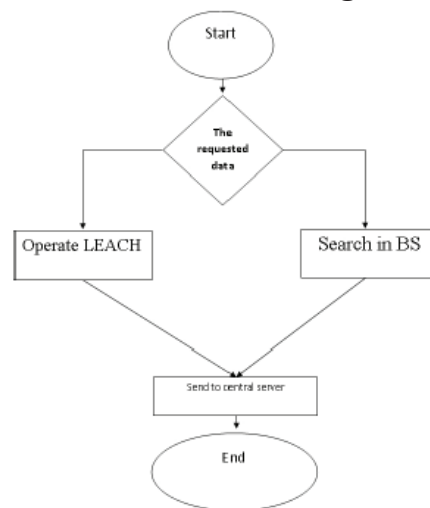 Start
The
requested
data
Operate LEACH
Search in BS
Send to central server
End